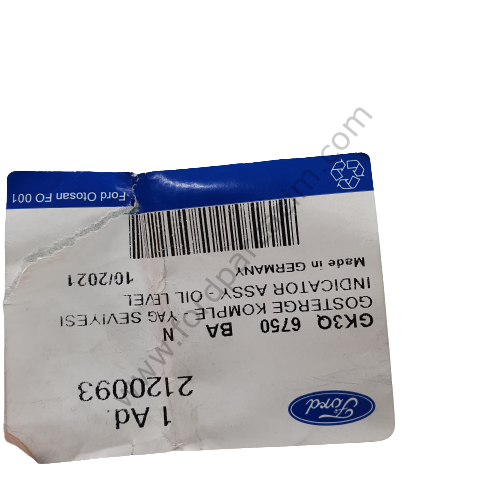 Ford
1 Ad.
2120093
GK3Q 6750 BA N
GOSTERGE KOMPLE - YAG SEVIYESI
INDICATOR ASSY - OIL LEVEL
Made in GERMANY 10/2021
Ford Otosan FO 001